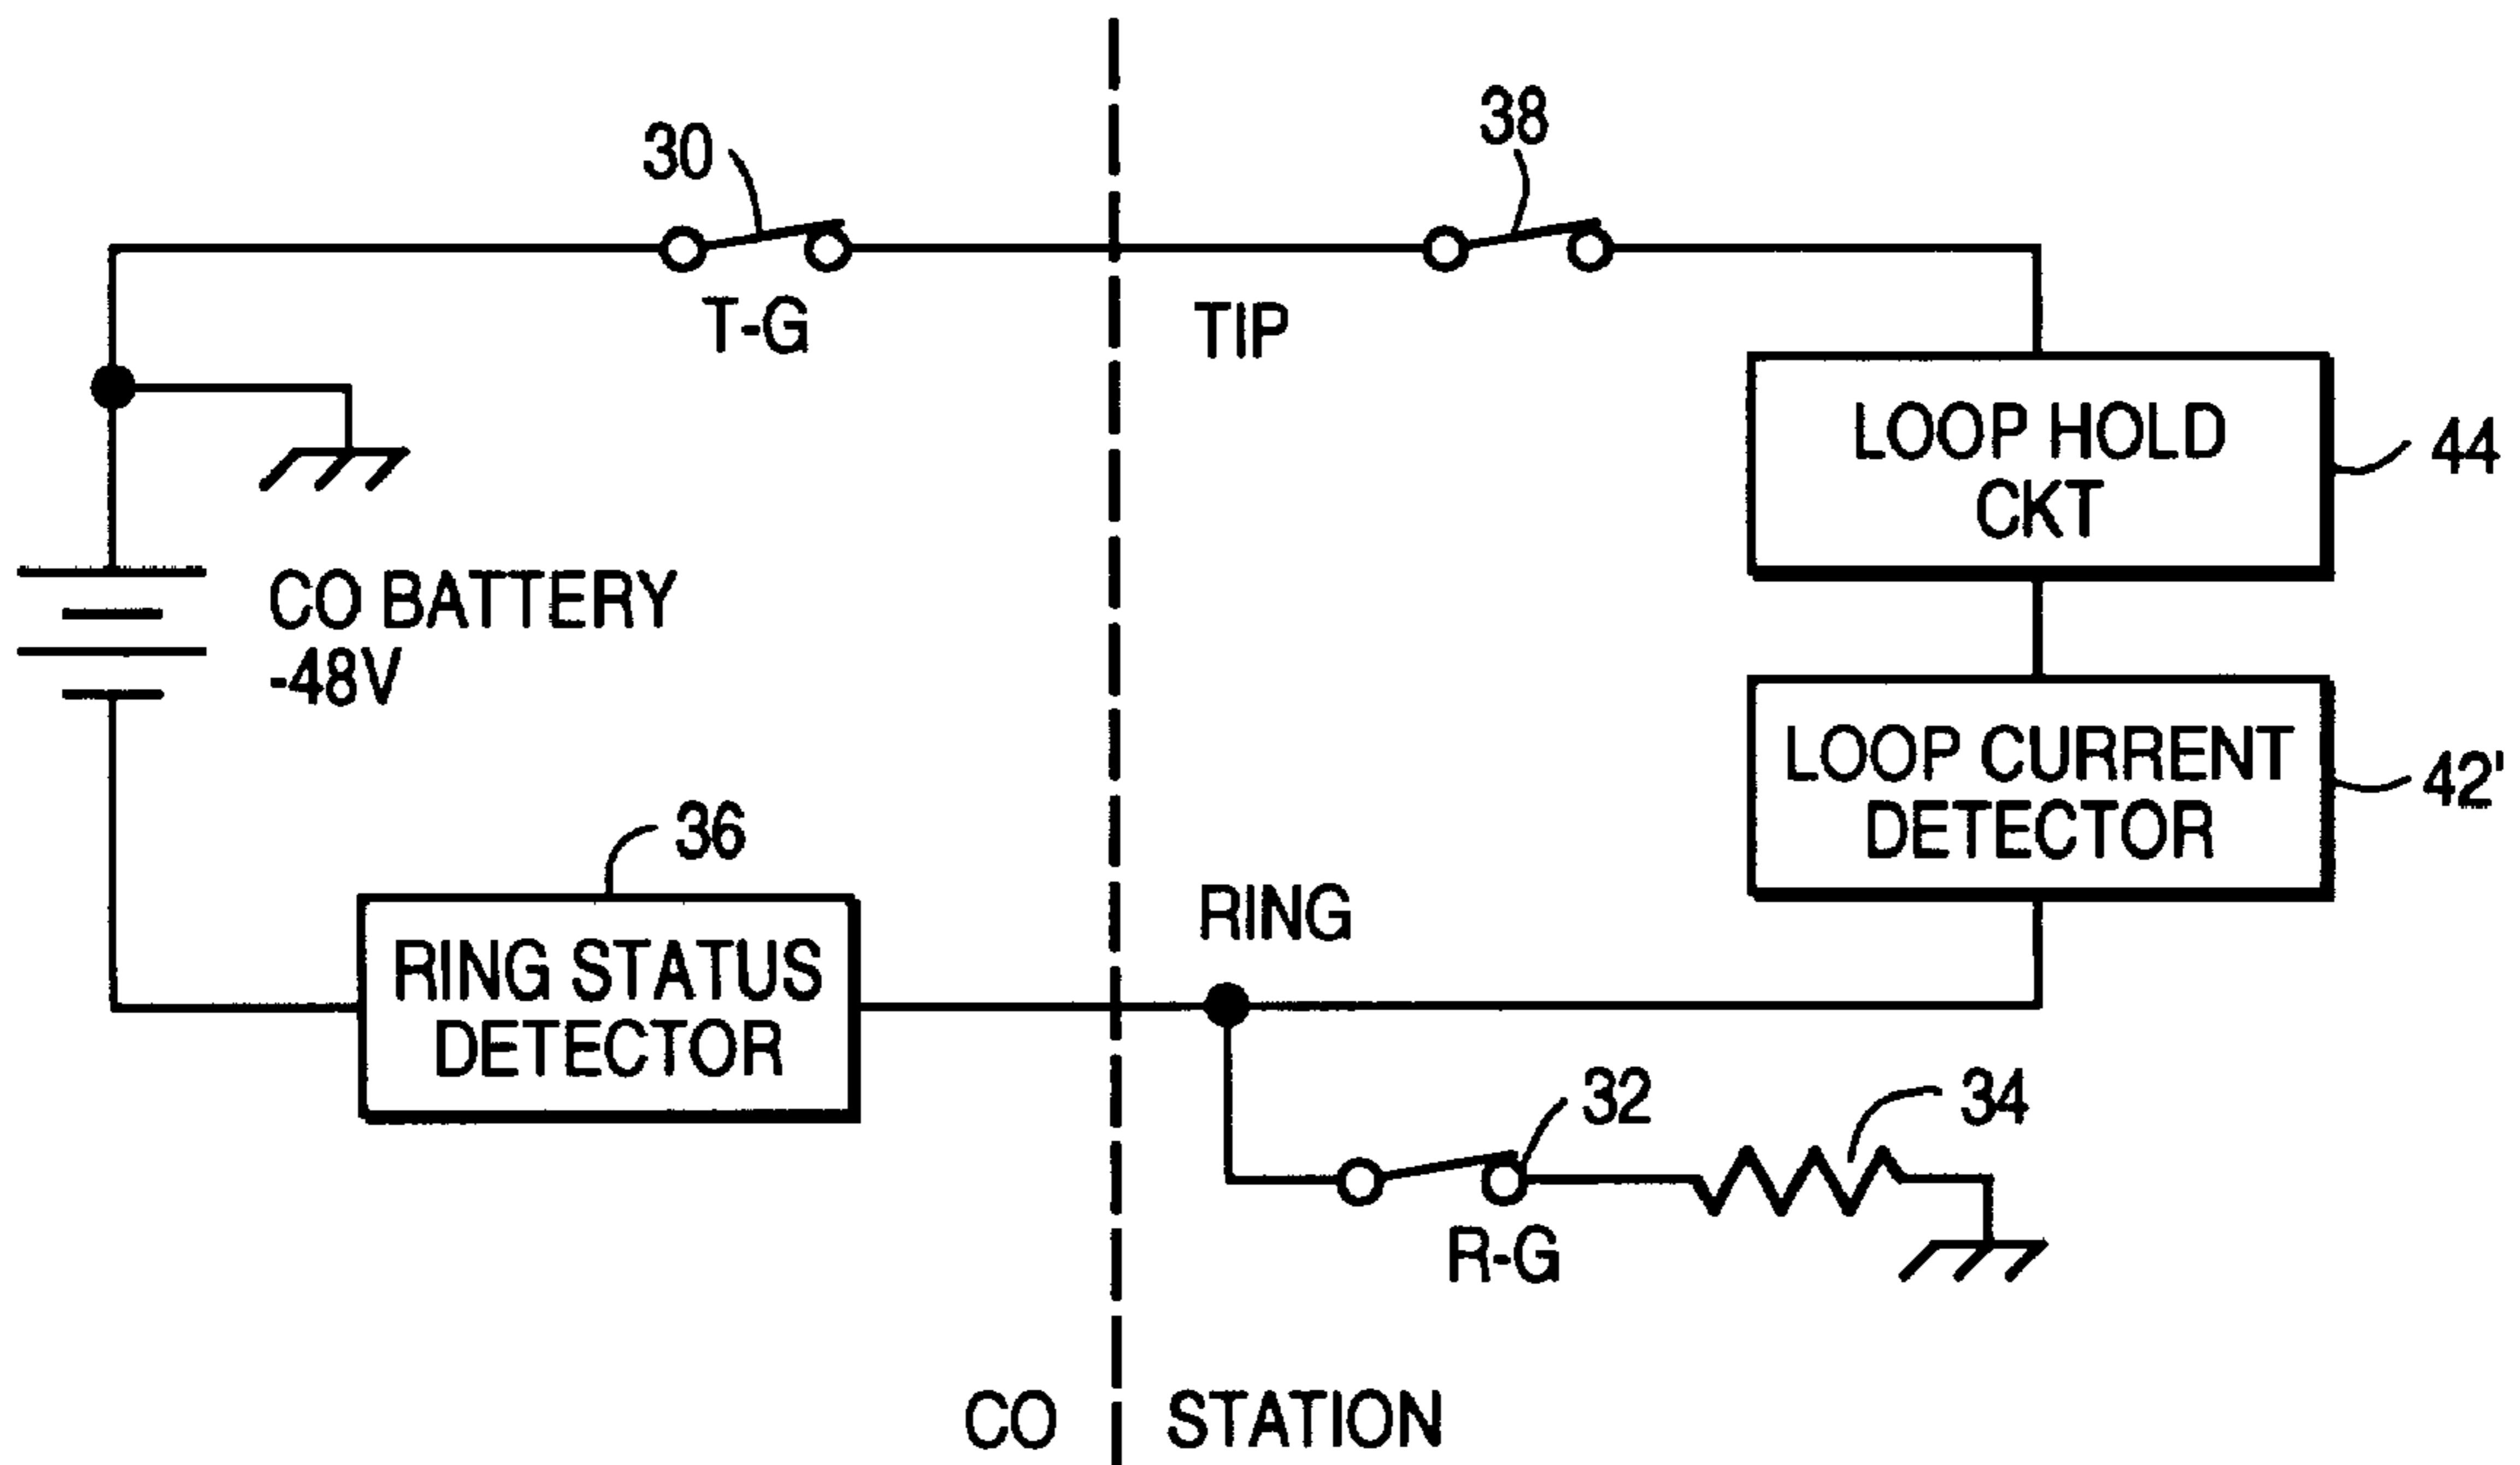 30
38
T-G
TIP
LOOP HOLD
CKT
44
CO BATTERY
-48V
LOOP CURRENT
DETECTOR
42'
36
RING STATUS
DETECTOR
RING
32
34
R-G
CO
STATION